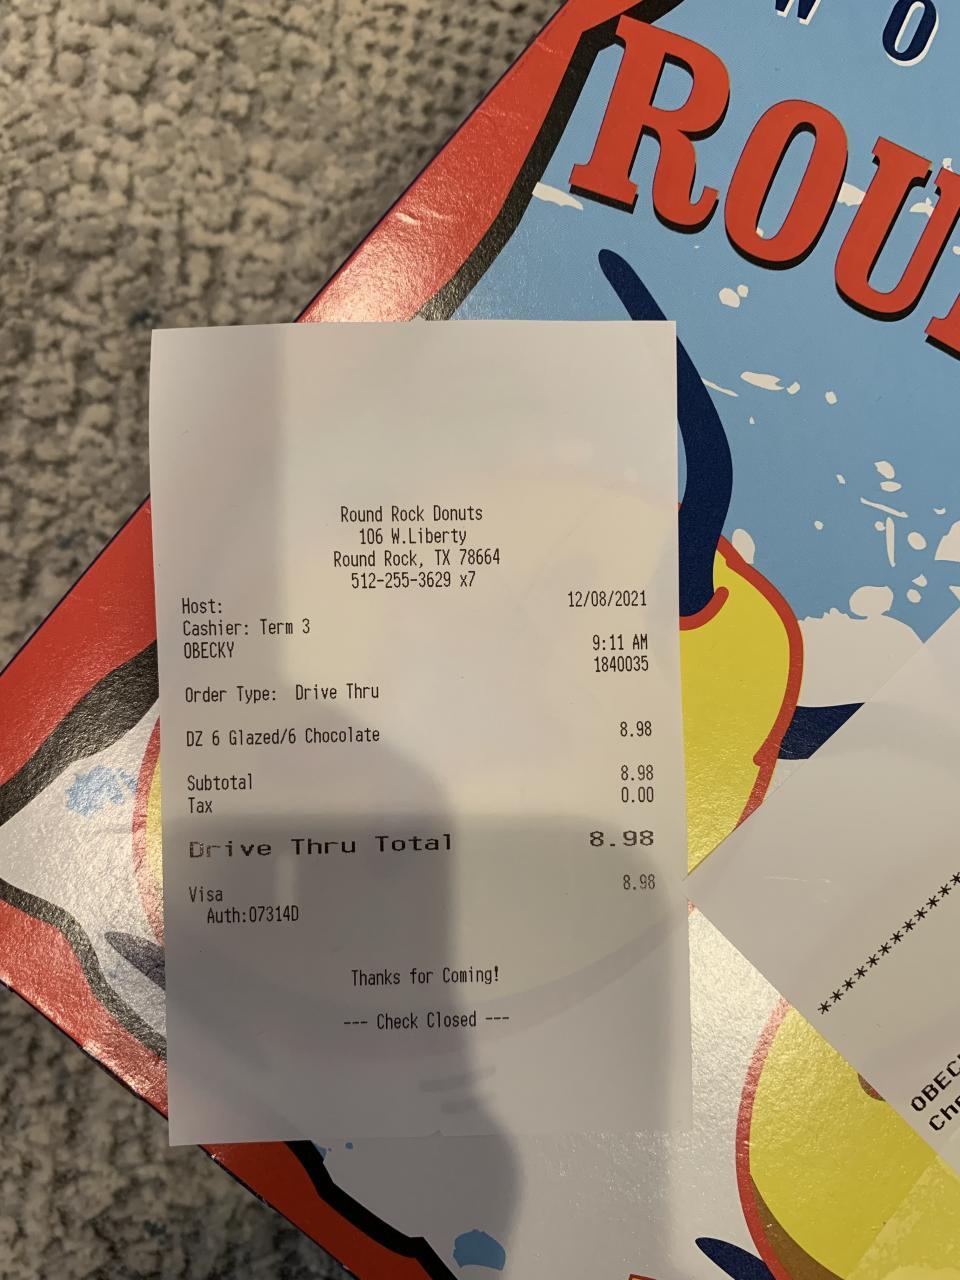 W O
ROU
Round Rock Donuts
106 W.Liberty
Round Rock, TX 78664
512-255-3629 x7
Host: 12/08/2021
Cashier: Term 3
OBECKY 9:11 AM
1840035
Order Type: Drive Thru
DZ 6 Glazed/6 Chocolate 8.98
Subtotal 8.98
Tax 0.00
Drive Thru Total 8.98
Visa 8.98
Auth:07314D
Thanks for Coming!
--- Check Closed ---